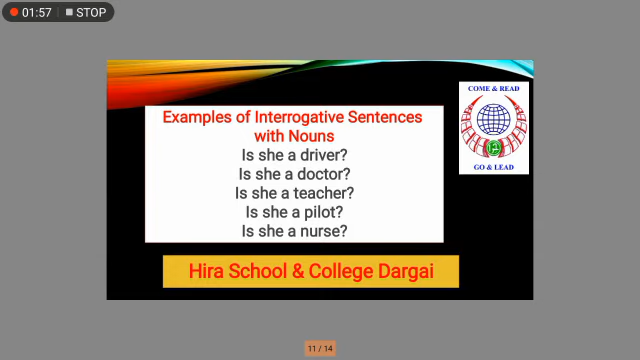 01:57 STOP
COME & READ
Examples of Interrogative Sentences
with Nouns
Is she a driver?
Is she a doctor?
Is she a teacher?
Is she a pilot?
Is she a nurse?
GO & LEAD
Hira School & College Dargai
11 / 14